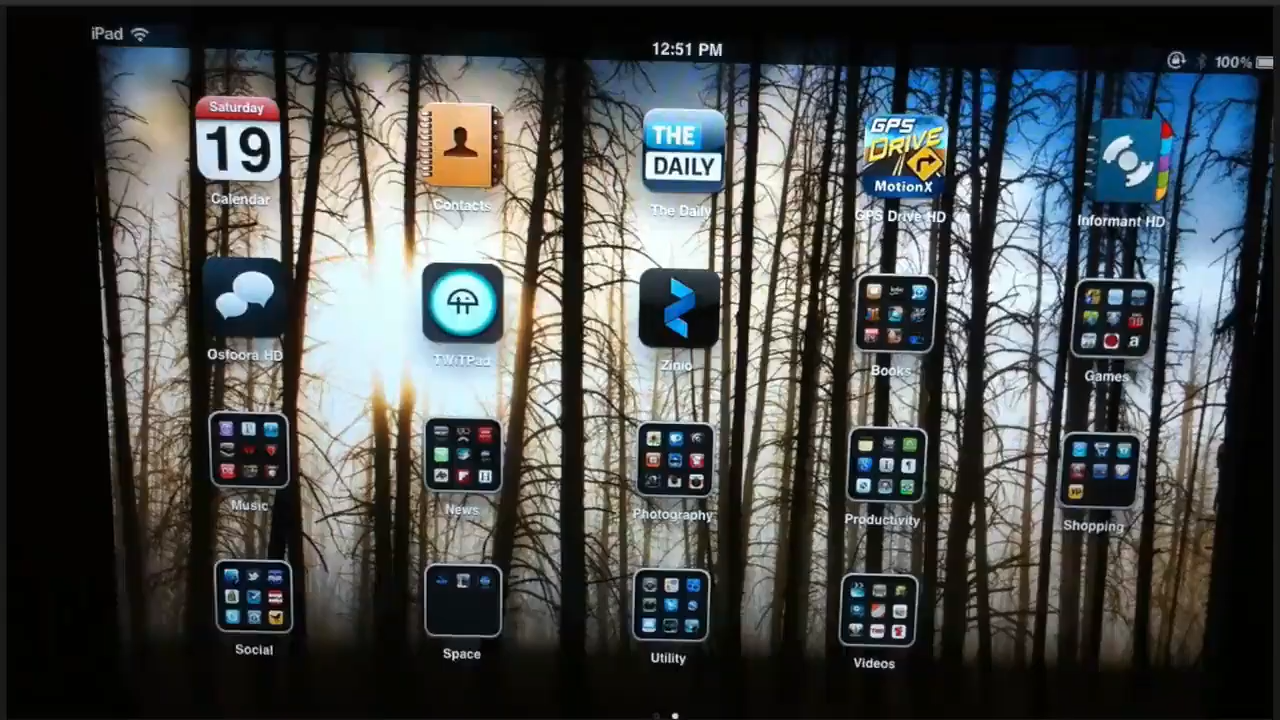 iPad
12:51 PM
100%
Saturday
19
Calendar
Contacts
THE
DAILY
The Daily
GPS
DRIVE
MotionX
GPS Drive HD
Informant HD
Osfoora HD
TWiTPad
Zinio
Books
Games
Music
News
Photography
Productivity
Shopping
Social
Space
Utility
Videos